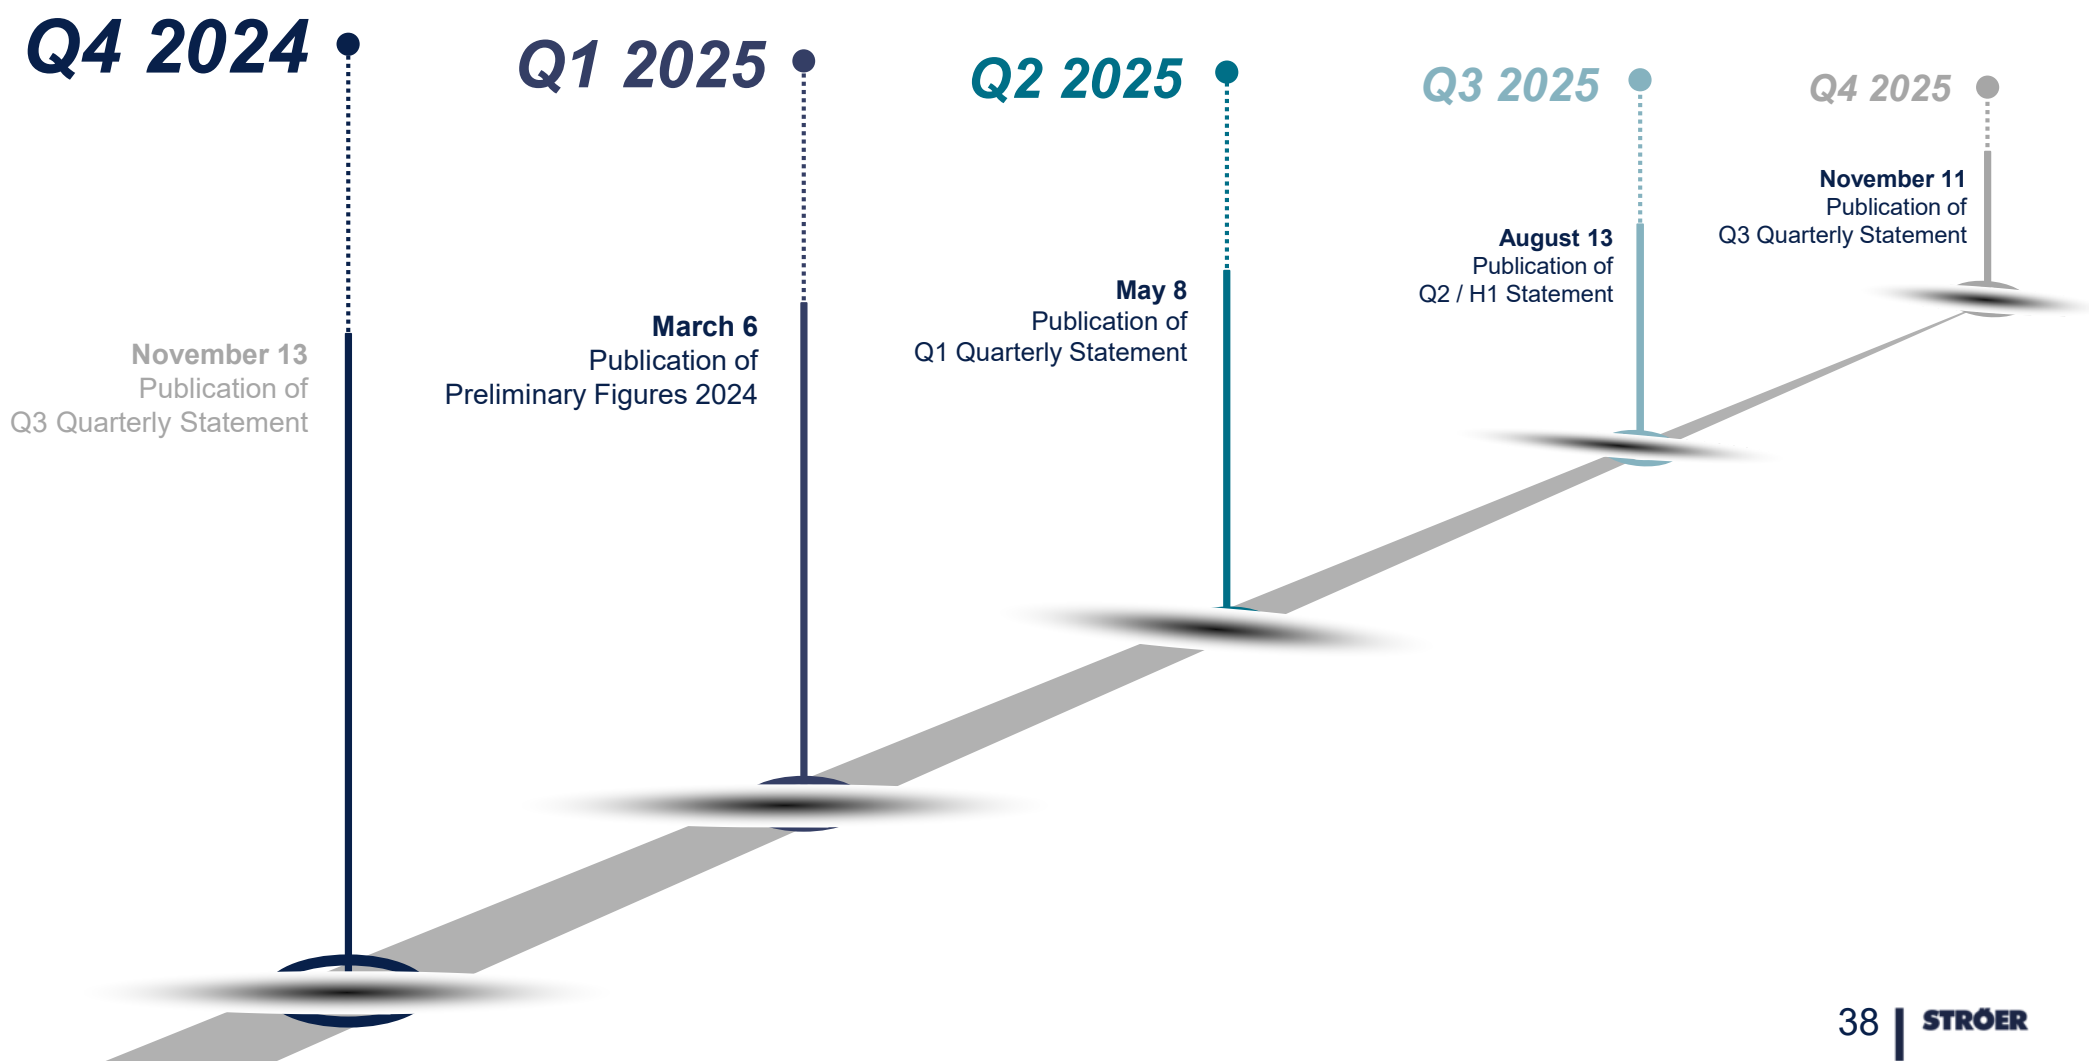 Q4 2024
November 13
Publication of
Q3 Quarterly Statement
Q1 2025
March 6
Publication of
Preliminary Figures 2024
Q2 2025
May 8
Publication of
Q1 Quarterly Statement
Q3 2025
August 13
Publication of
Q2 / H1 Statement
Q4 2025
November 11
Publication of
Q3 Quarterly Statement
38
STRÖER